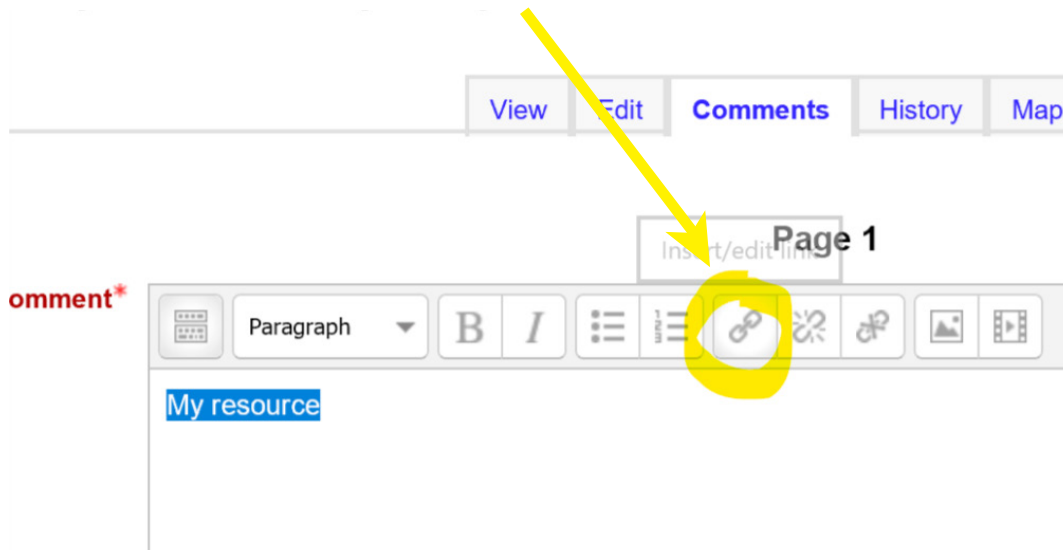 View Edit Comments History Map
Page 1
Insert/edit link
omment*
Paragraph B I
My resource